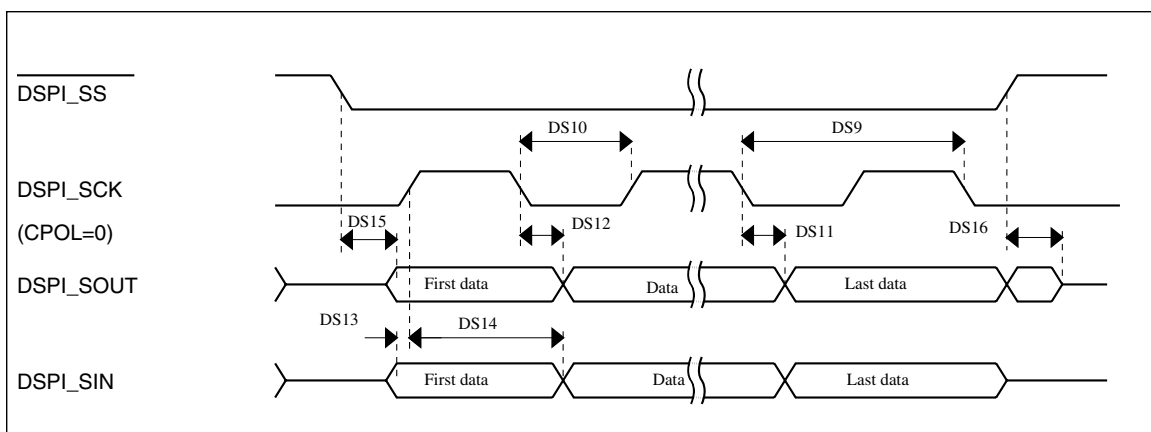 DSPI_SS
DS10
DS9
DSPI_SCK
(CPOL=0)
DS15
DS12
DS11
DS16
DSPI_SOUT
First data
Data
Last data
DS13
DS14
DSPI_SIN
First data
Data
Last data